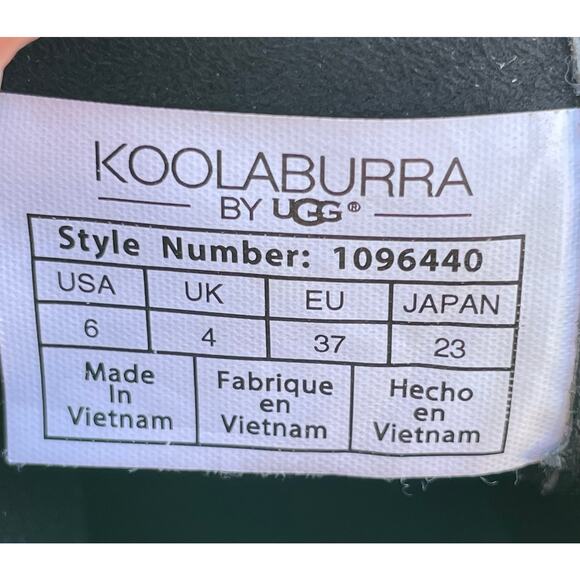 KOOLABURRA
BY UGG®
Style Number: 1096440
USA UK EU JAPAN
6 4 37 23
Made In Vietnam
Fabrique en Vietnam
Hecho en Vietnam